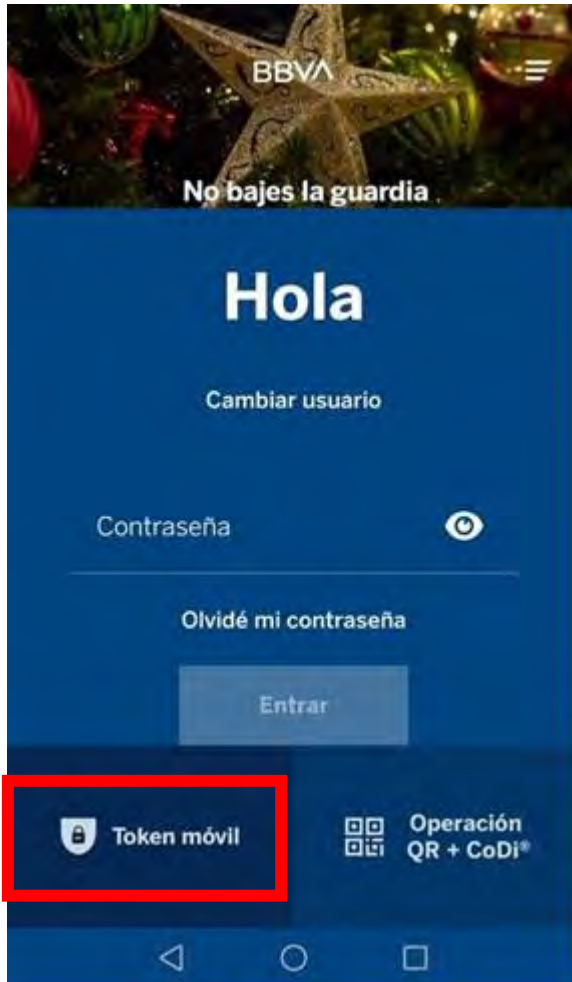 BBVA
No bajes la guardia
Hola
Cambiar usuario
Contraseña
Olvidé mi contraseña
Entrar
Token móvil
Operación
QR + CoDi®